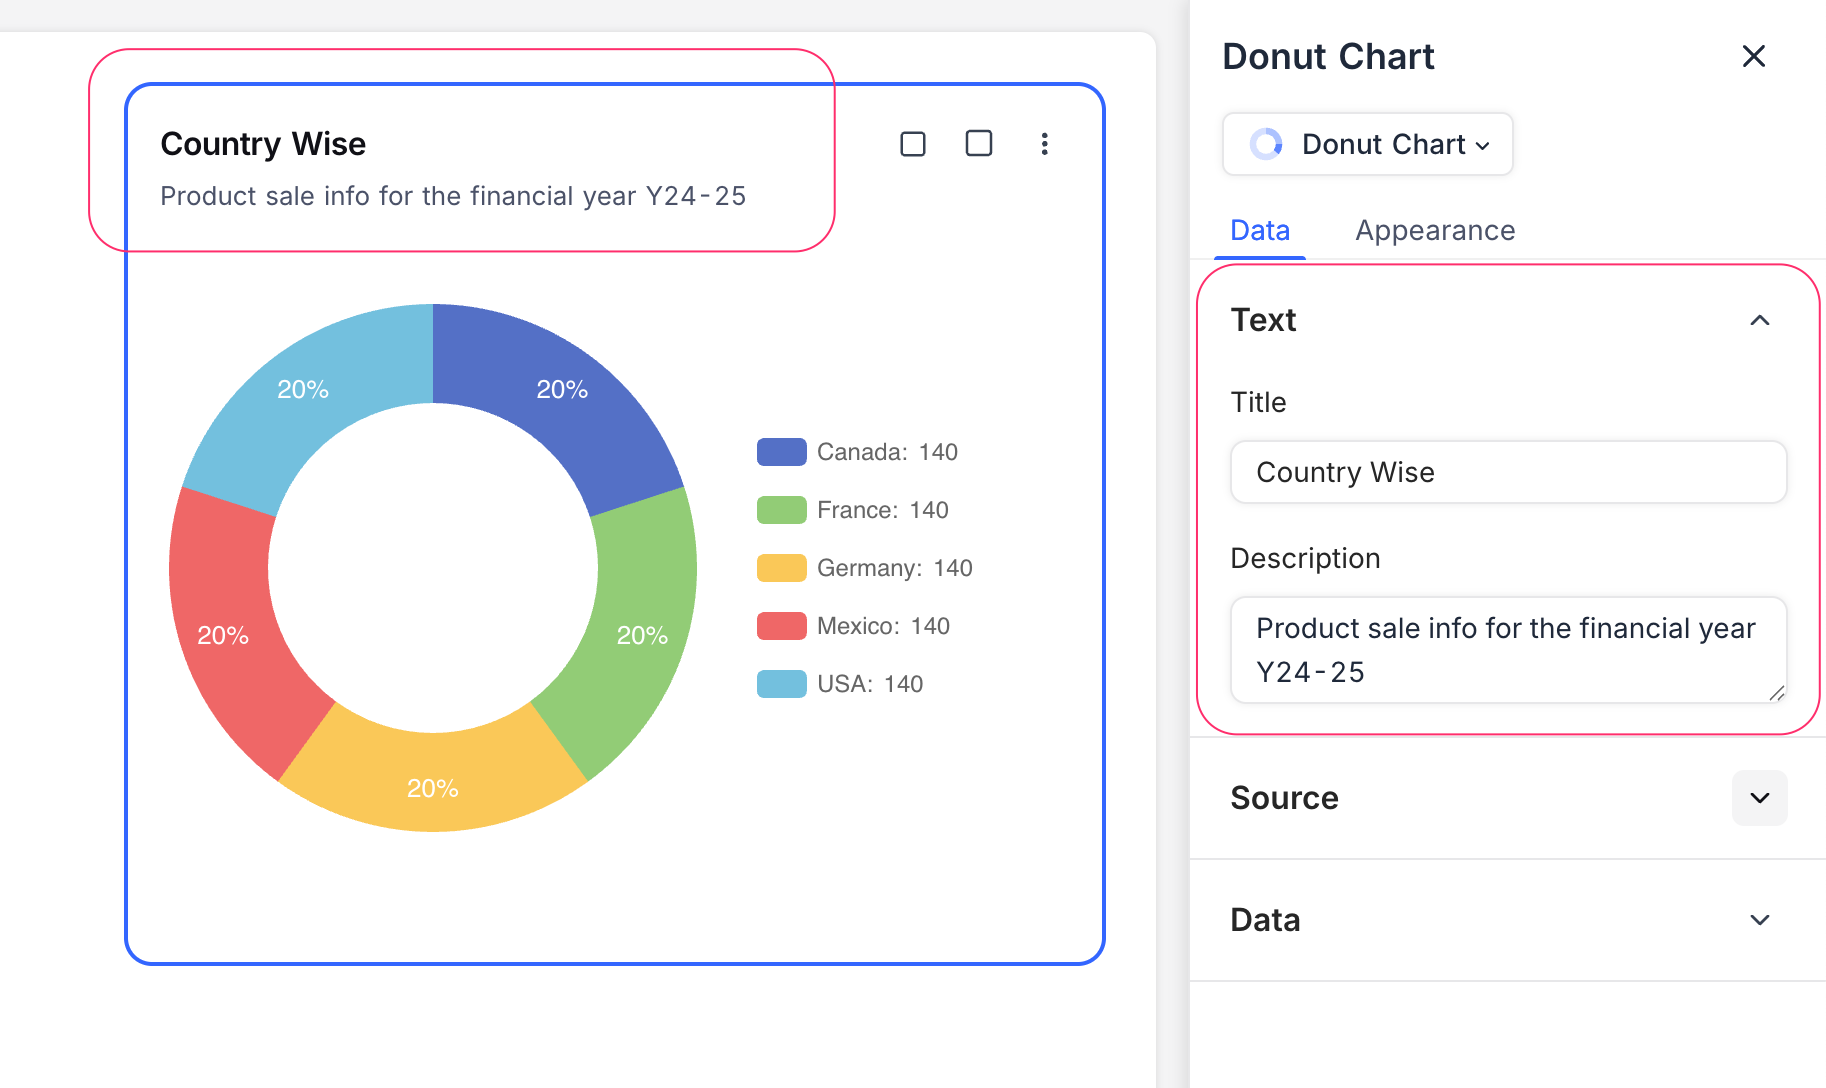 Country Wise
Product sale info for the financial year Y24-25
20%
20%
20%
20%
20%
Canada: 140
France: 140
Germany: 140
Mexico: 140
USA: 140
Donut Chart
Donut Chart
Data
Appearance
Text
Title
Country Wise
Description
Product sale info for the financial year
Y24-25
Source
Data